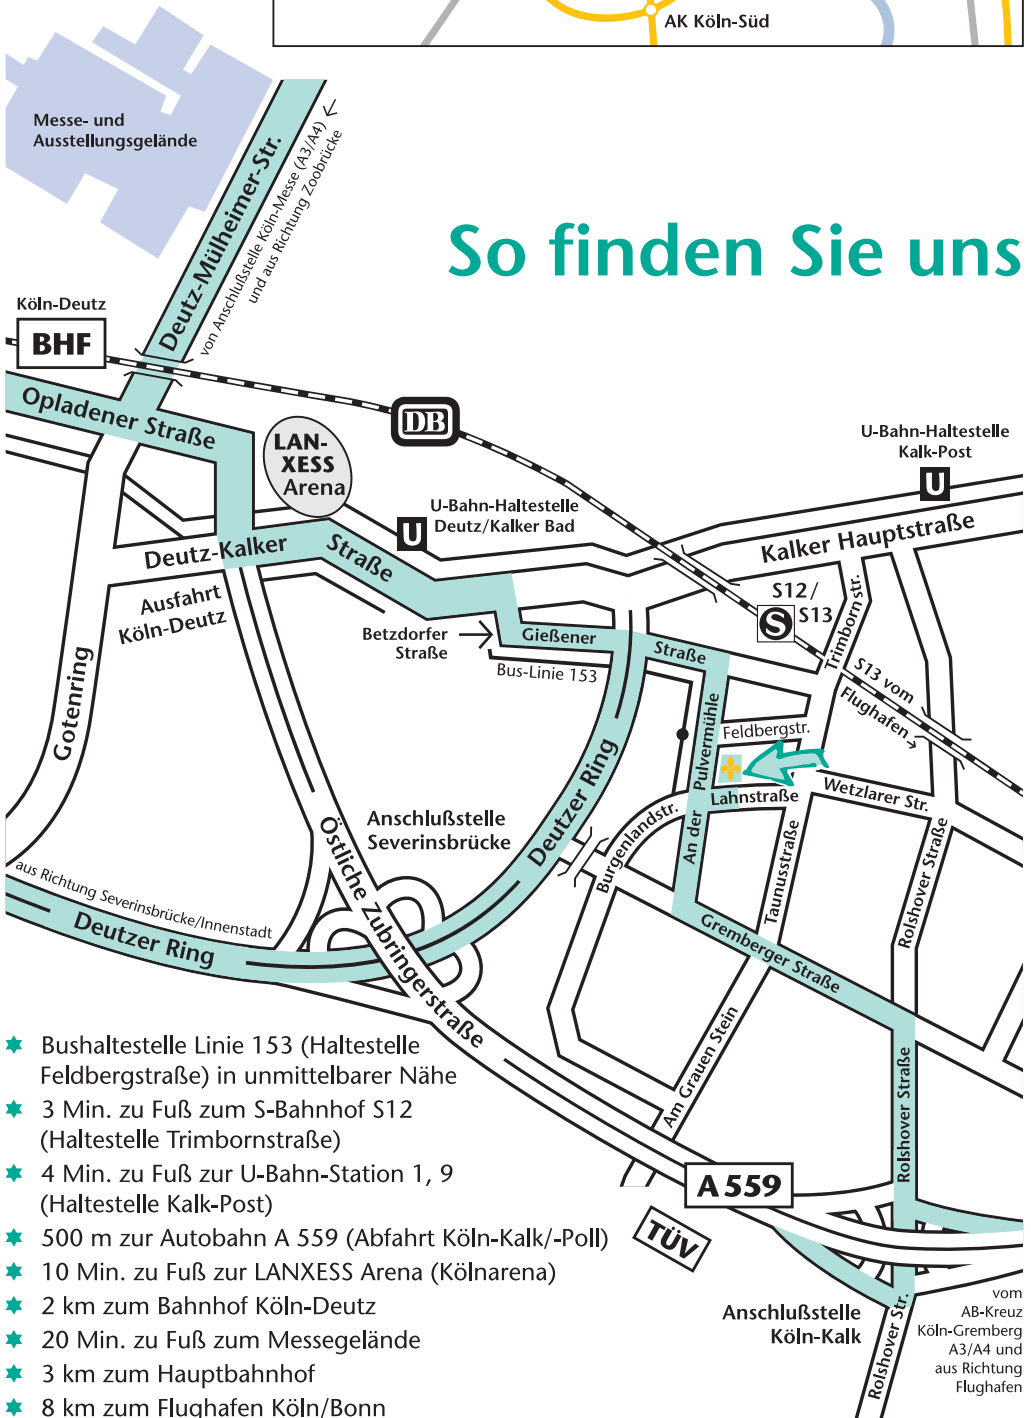 AK Köln-Süd
Messe- und
Ausstellungsgelände
Deutz-Mülheimer-Str.
von Anschlußstelle Köln-Messe (A3/A4)
und aus Richtung Zoobrücke
So finden Sie uns
Köln-Deutz
BHF
Opladener Straße
DB
LAN-
XESS
Arena
U-Bahn-Haltestelle
Kalk-Post
U
U-Bahn-Haltestelle
Deutz/Kalker Bad
U
Kalker Hauptstraße
Deutz-Kalker Straße
Ausfahrt
Köln-Deutz
S12/
S13
S
Trimborn str.
Betzdorfer
Straße
Gießener Straße
Bus-Linie 153
S13 vom
Flughafen
Gotenring
An der Pulvermühle
Feldbergstr.
Lahnstraße
Wetzlarer Str.
Deutzer Ring
Anschlußstelle
Severinsbrücke
Burgenlandstr.
Taunusstraße
Rolshover Straße
Östliche Zubringerstraße
aus Richtung Severinsbrücke/Innenstadt
Deutzer Ring
Gremberger Straße
Am Grauen Stein
Rolshover Straße
A 559
TÜV
Anschlußstelle
Köln-Kalk
Rolshover Str.
vom
AB-Kreuz
Köln-Gremberg
A3/A4 und
aus Richtung
Flughafen
Bushaltestelle Linie 153 (Haltestelle
Feldbergstraße) in unmittelbarer Nähe
3 Min. zu Fuß zum S-Bahnhof S12
(Haltestelle Trimbornstraße)
4 Min. zu Fuß zur U-Bahn-Station 1, 9
(Haltestelle Kalk-Post)
500 m zur Autobahn A 559 (Abfahrt Köln-Kalk/-Poll)
10 Min. zu Fuß zur LANXESS Arena (Kölnarena)
2 km zum Bahnhof Köln-Deutz
20 Min. zu Fuß zum Messegelände
3 km zum Hauptbahnhof
8 km zum Flughafen Köln/Bonn